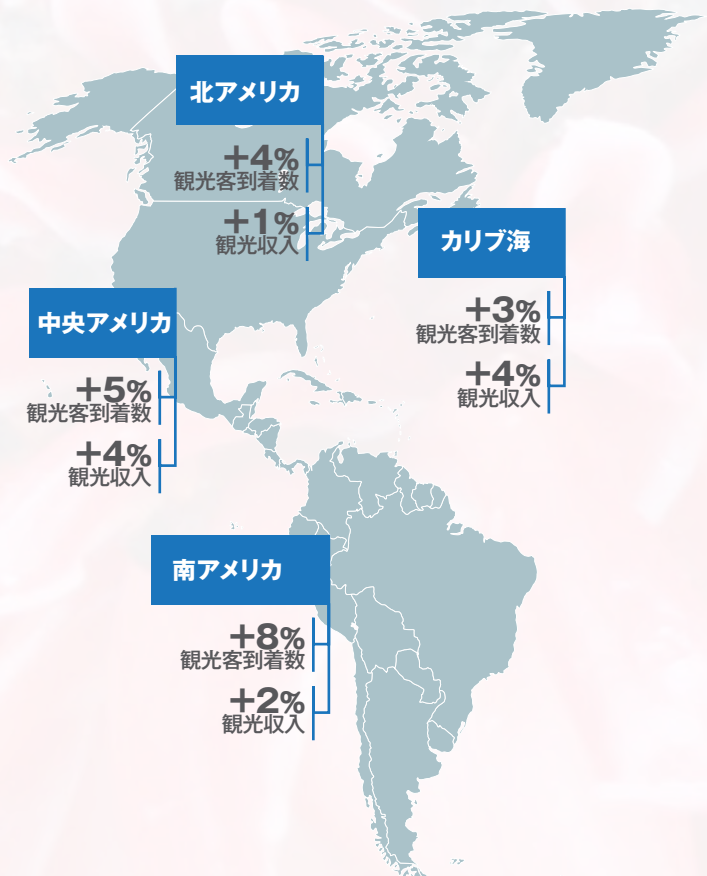 北アメリカ
+4%
観光客到着数
+1%
観光収入
カリブ海
+3%
観光客到着数
+4%
観光収入
中央アメリカ
+5%
観光客到着数
+4%
観光収入
南アメリカ
+8%
観光客到着数
+2%
観光収入